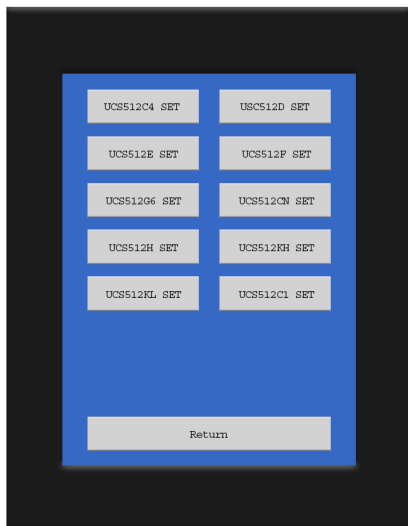 UCS512C4 SET
USC512D SET
UCS512E SET
UCS512F SET
UCS512G6 SET
UCS512CN SET
UCS512H SET
UCS512KH SET
UCS512KL SET
UCS512C1 SET
Return